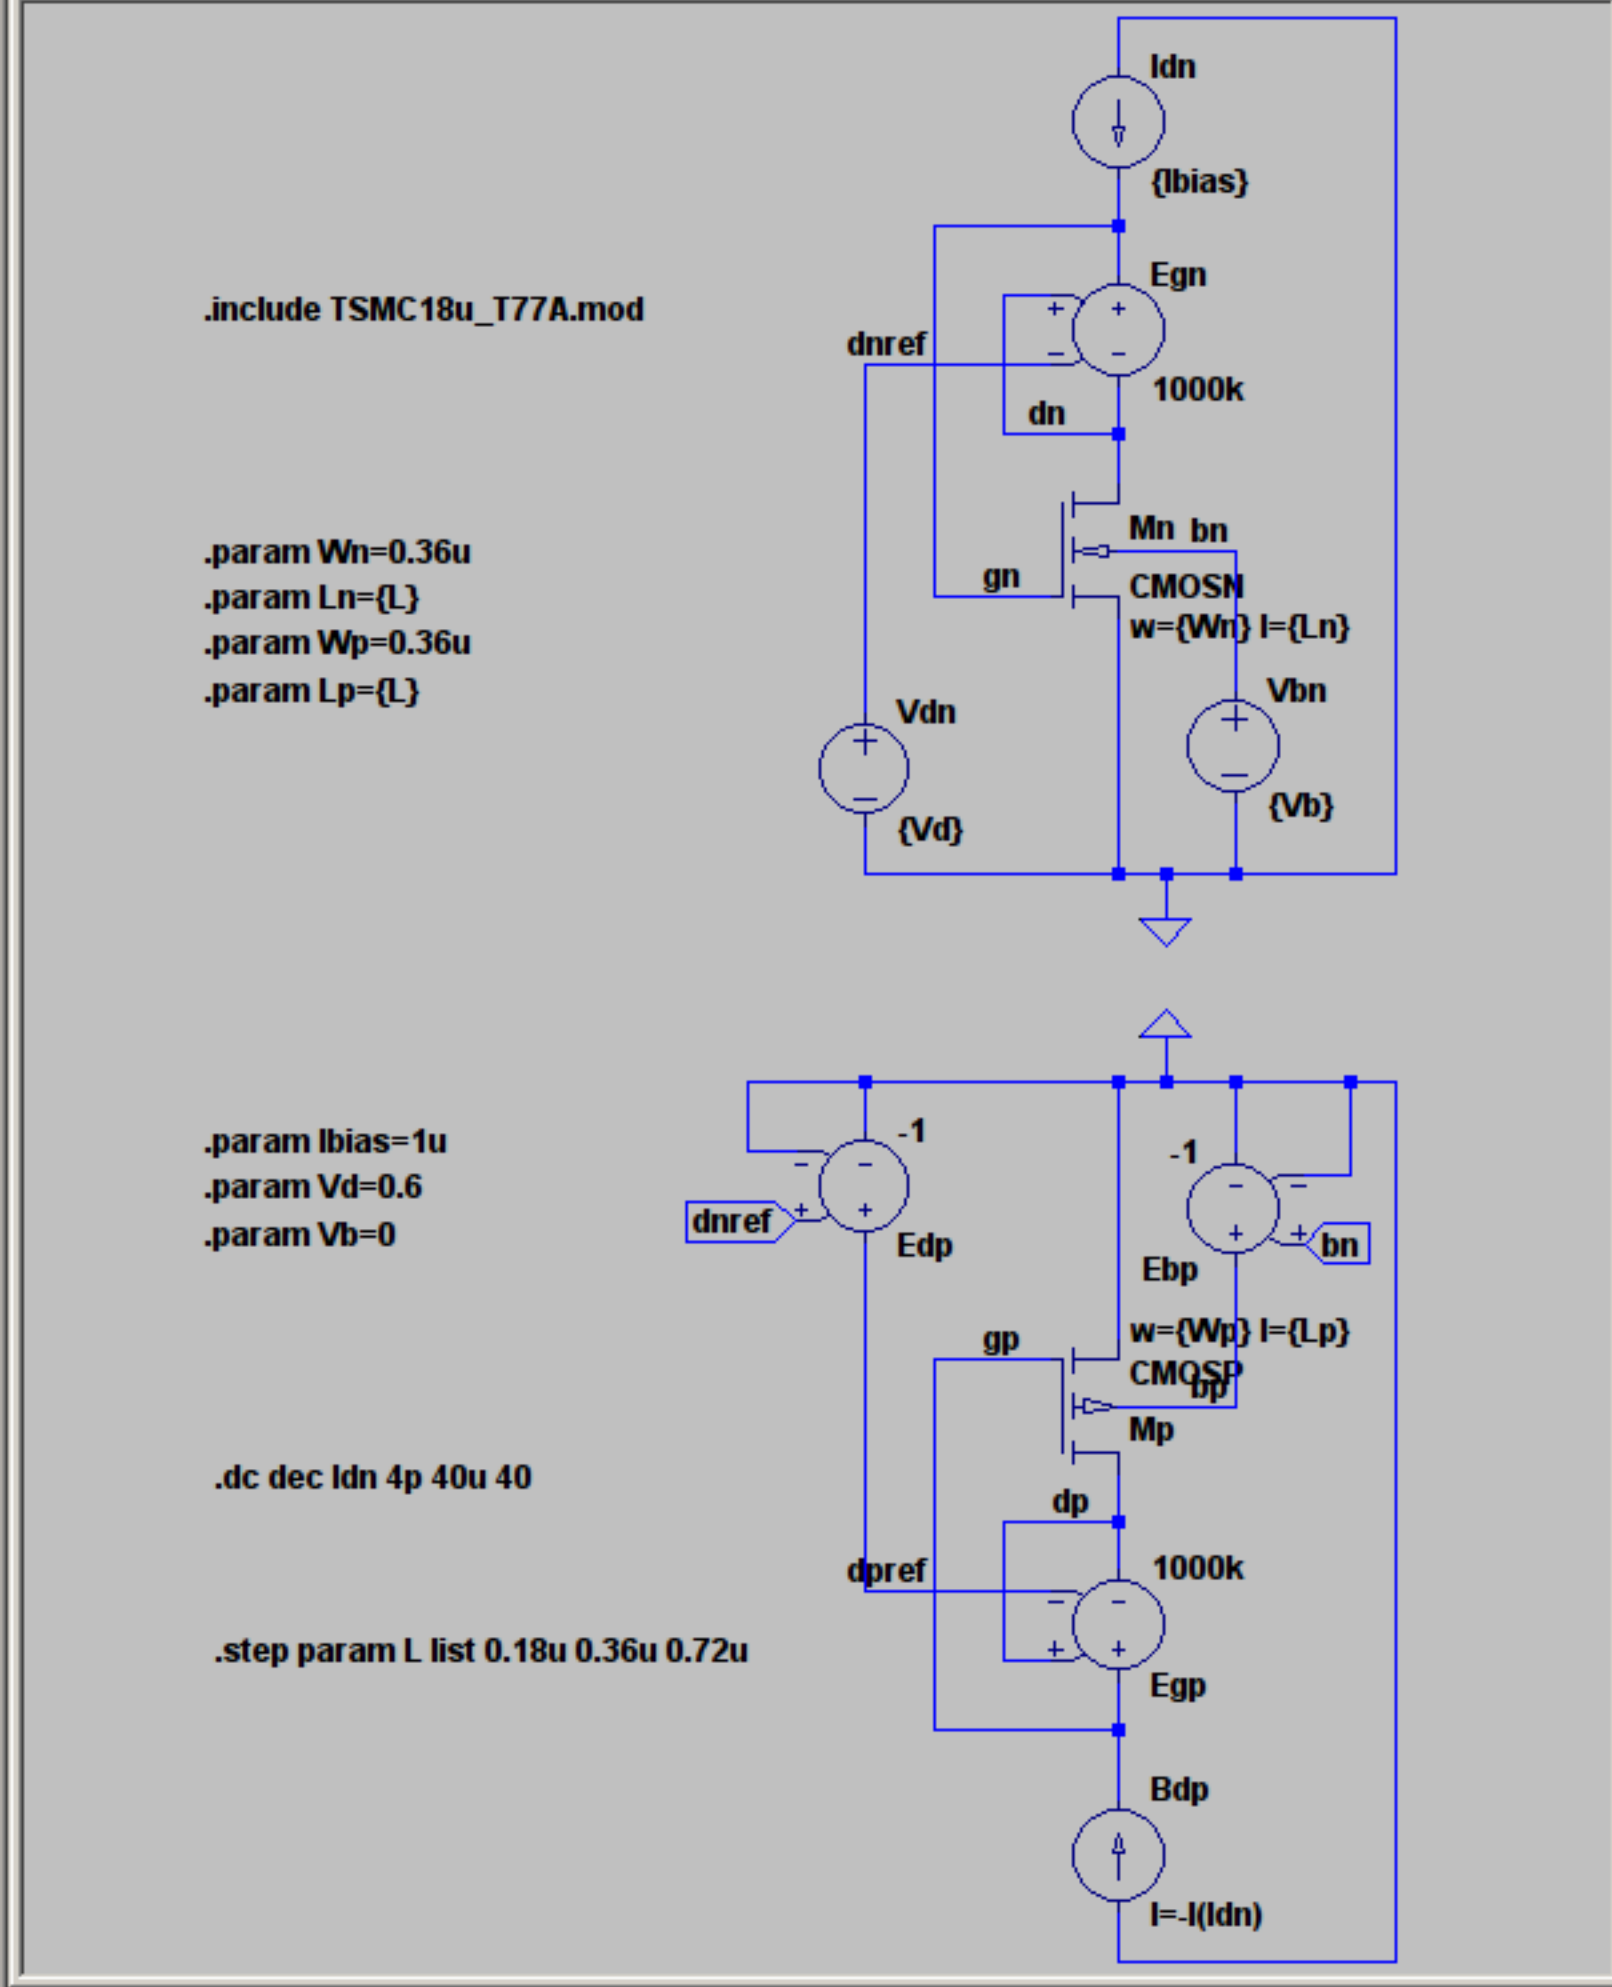 Idn
{Ibias}
Egn
.include TSMC18u_T77A.mod
+ +
dnref
- -
1000k
dn
Mn bn
.param Wn=0.36u
gn
CMOSN
.param Ln={L}
w={Wn} l={Ln}
.param Wp=0.36u
.param Lp={L}
Vbn
Vdn
+
+
-
-
{Vb}
{Vd}
-1
.param Ibias=1u
-1
- -
.param Vd=0.6
- -
dnref
+ +
.param Vb=0
+ +
bn
Edp
Ebp
gp
w={Wp} l={Lp}
CMOSP
bp
Mp
.dc dec Idn 4p 40u 40
dp
dpref
1000k
- -
.step param L list 0.18u 0.36u 0.72u
+ +
Egp
Bdp
I=-I(Idn)